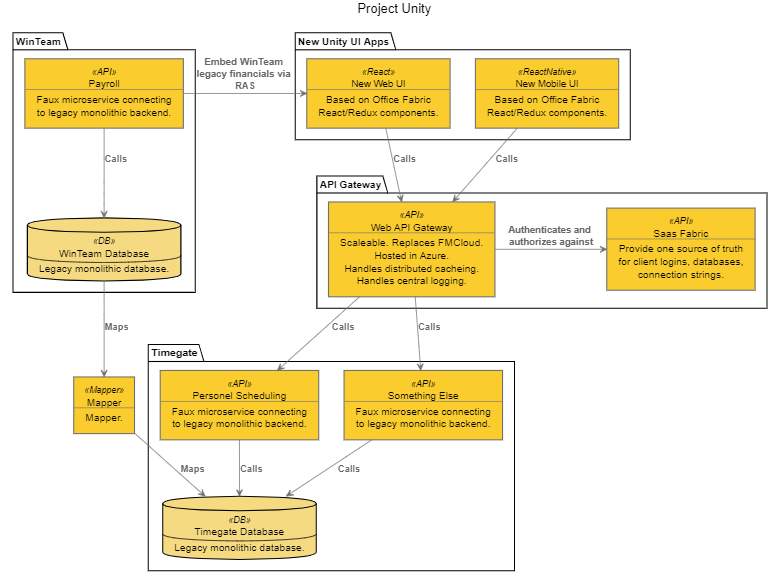 Project Unity
WinTeam
«API»
Payroll
Faux microservice connecting
to legacy monolithic backend.
Embed WinTeam
legacy financials via
RAS
New Unity UI Apps
«React»
New Web UI
Based on Office Fabric
React/Redux components.
«ReactNative»
New Mobile UI
Based on Office Fabric
React/Redux components.
Calls
Calls
Calls
API Gateway
«API»
Web API Gateway
Scaleable. Replaces FMCloud.
Hosted in Azure.
Handles distributed cacheing.
Handles central logging.
Authenticates and
authorizes against
«API»
Saas Fabric
Provide one source of truth
for client logins, databases,
connection strings.
«DB»
WinTeam Database
Legacy monolithic database.
Maps
Calls
Calls
Timegate
«Mapper»
Mapper
Mapper.
«API»
Personel Scheduling
Faux microservice connecting
to legacy monolithic backend.
«API»
Something Else
Faux microservice connecting
to legacy monolithic backend.
Maps
Calls
Calls
«DB»
Timegate Database
Legacy monolithic database.